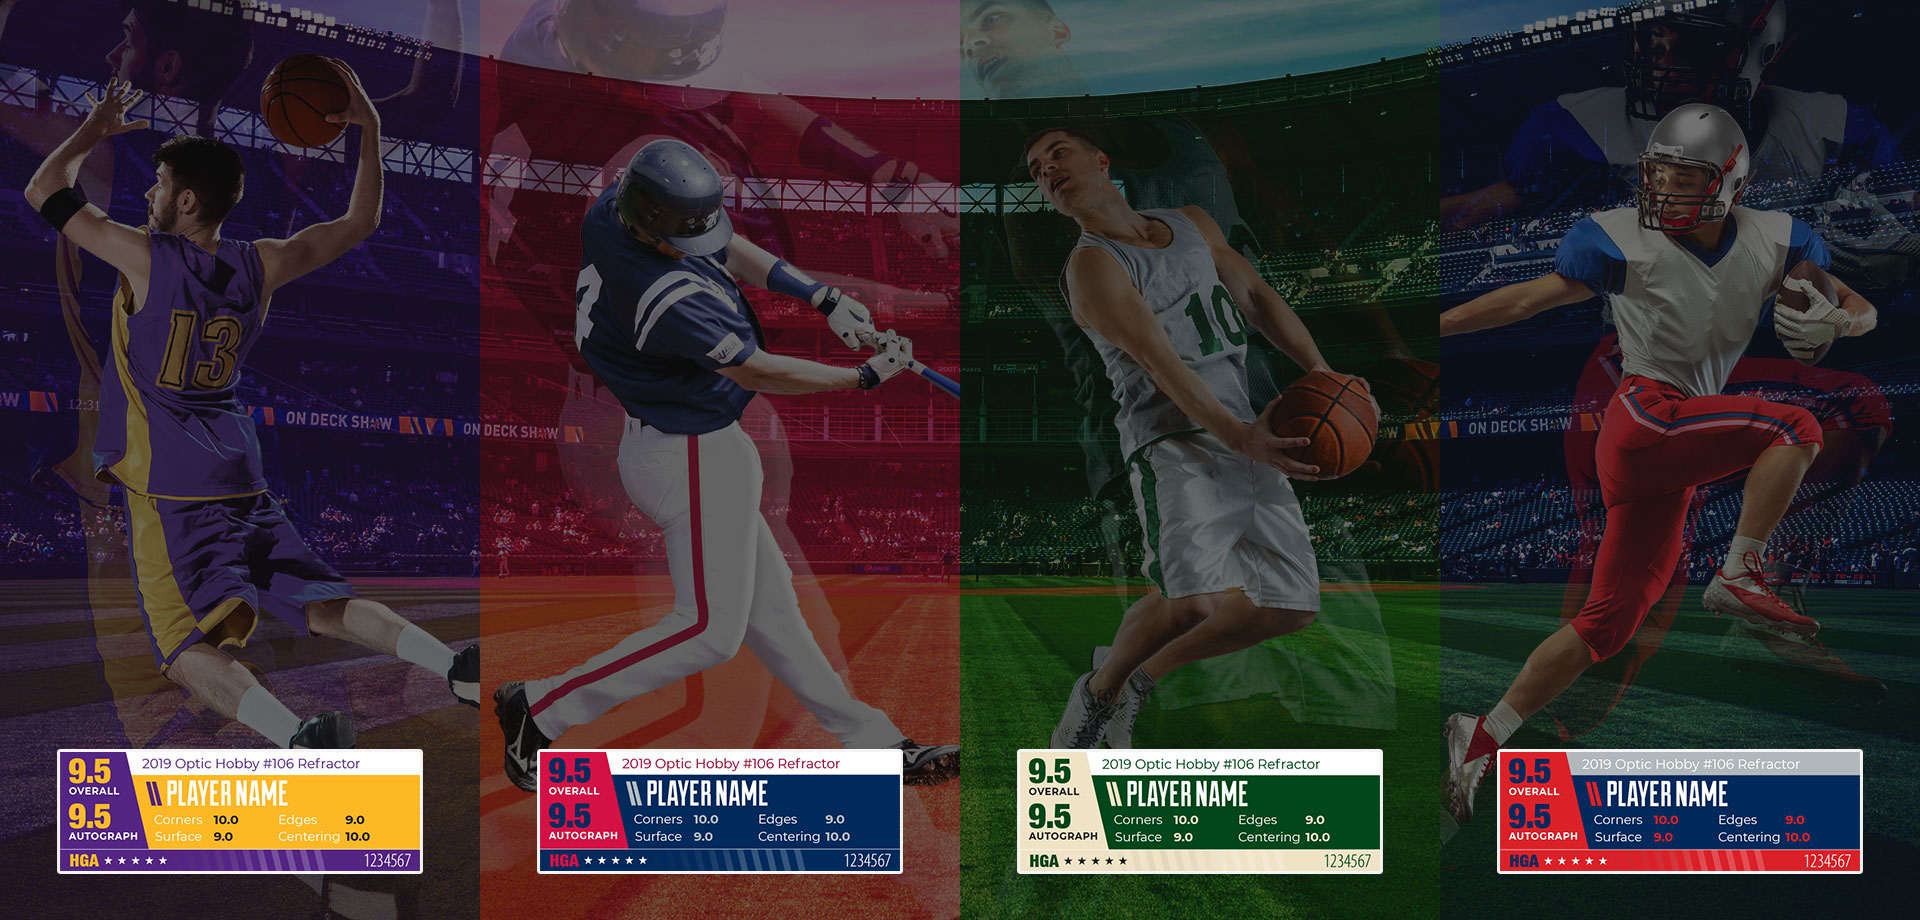 13
W
12:31
ON DECK SHOW
ON DECK SHOW
7
ROOT SPORTS
10
W
ON DECK SHOW
9.5
OVERALL
9.5
AUTOGRAPH
2019 Optic Hobby #106 Refractor
PLAYER NAME
Corners 10.0 Edges 9.0
Surface 9.0 Centering 10.0
HGA ★★★★★ 1234567
9.5
OVERALL
9.5
AUTOGRAPH
2019 Optic Hobby #106 Refractor
PLAYER NAME
Corners 10.0 Edges 9.0
Surface 9.0 Centering 10.0
HGA ★★★★★ 1234567
9.5
OVERALL
9.5
AUTOGRAPH
2019 Optic Hobby #106 Refractor
PLAYER NAME
Corners 10.0 Edges 9.0
Surface 9.0 Centering 10.0
HGA ★★★★★ 1234567
9.5
OVERALL
9.5
AUTOGRAPH
2019 Optic Hobby #106 Refractor
PLAYER NAME
Corners 10.0 Edges 9.0
Surface 9.0 Centering 10.0
HGA ★★★★★ 1234567